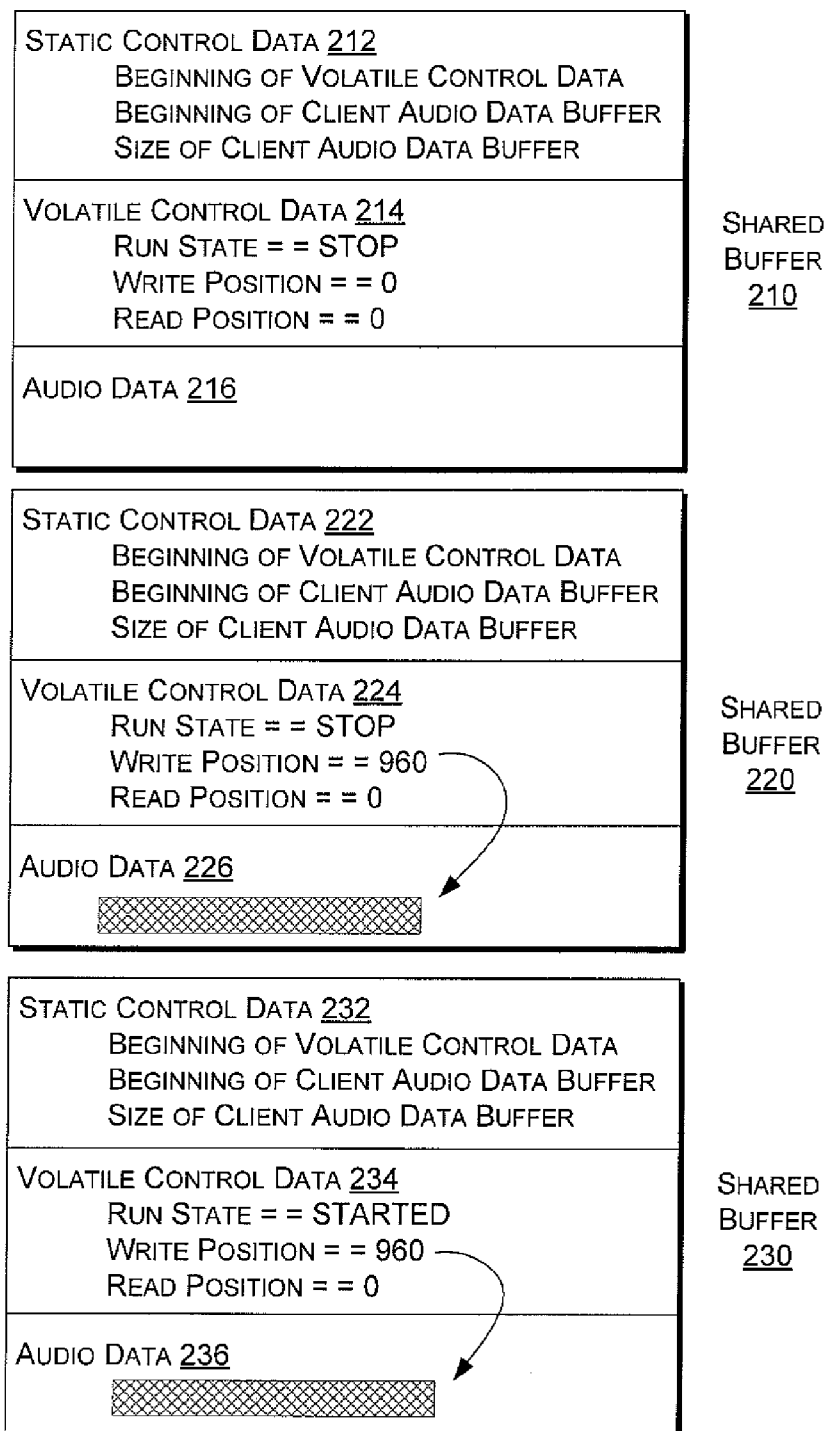 STATIC CONTROL DATA 212
BEGINNING OF VOLATILE CONTROL DATA
BEGINNING OF CLIENT AUDIO DATA BUFFER
SIZE OF CLIENT AUDIO DATA BUFFER
VOLATILE CONTROL DATA 214
RUN STATE = = STOP
WRITE POSITION = = 0
READ POSITION = = 0
AUDIO DATA 216
SHARED
BUFFER
210
STATIC CONTROL DATA 222
BEGINNING OF VOLATILE CONTROL DATA
BEGINNING OF CLIENT AUDIO DATA BUFFER
SIZE OF CLIENT AUDIO DATA BUFFER
VOLATILE CONTROL DATA 224
RUN STATE = = STOP
WRITE POSITION = = 960
READ POSITION = = 0
AUDIO DATA 226
SHARED
BUFFER
220
STATIC CONTROL DATA 232
BEGINNING OF VOLATILE CONTROL DATA
BEGINNING OF CLIENT AUDIO DATA BUFFER
SIZE OF CLIENT AUDIO DATA BUFFER
VOLATILE CONTROL DATA 234
RUN STATE = = STARTED
WRITE POSITION = = 960
READ POSITION = = 0
AUDIO DATA 236
SHARED
BUFFER
230